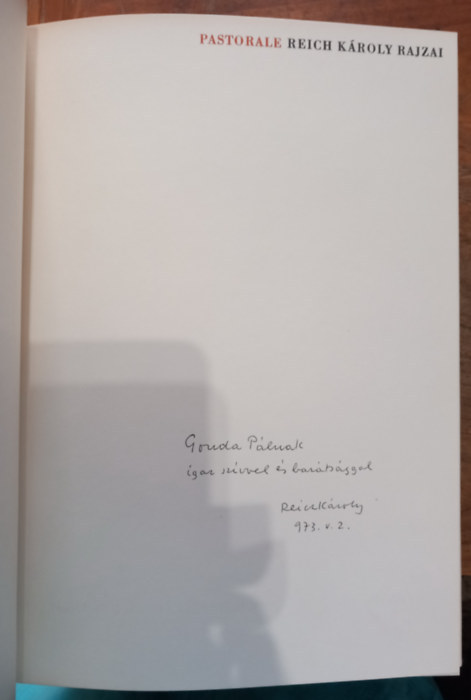 PASTORALE REICH KÁROLY RAJZAI
Gonda Pálnak
igaz szívvel és barátsággal
Reich Károly
973. V. 2.